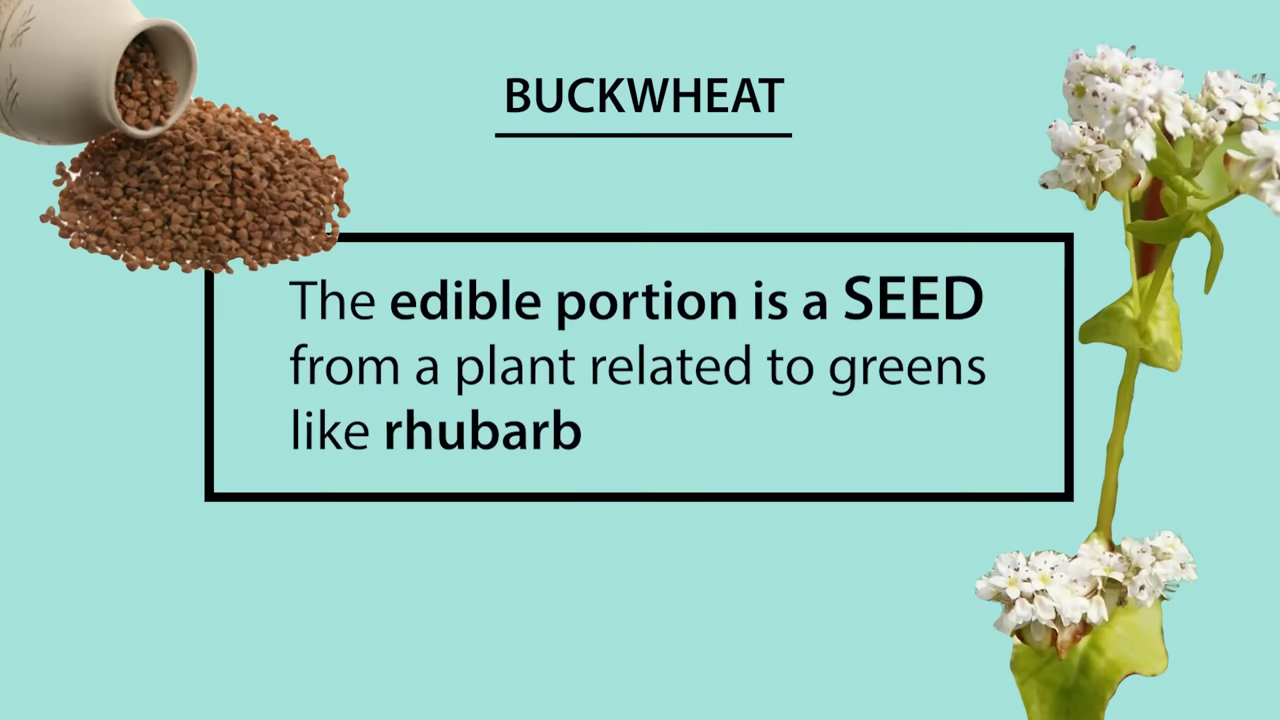 BUCKWHEAT
The edible portion is a SEED
from a plant related to greens
like rhubarb